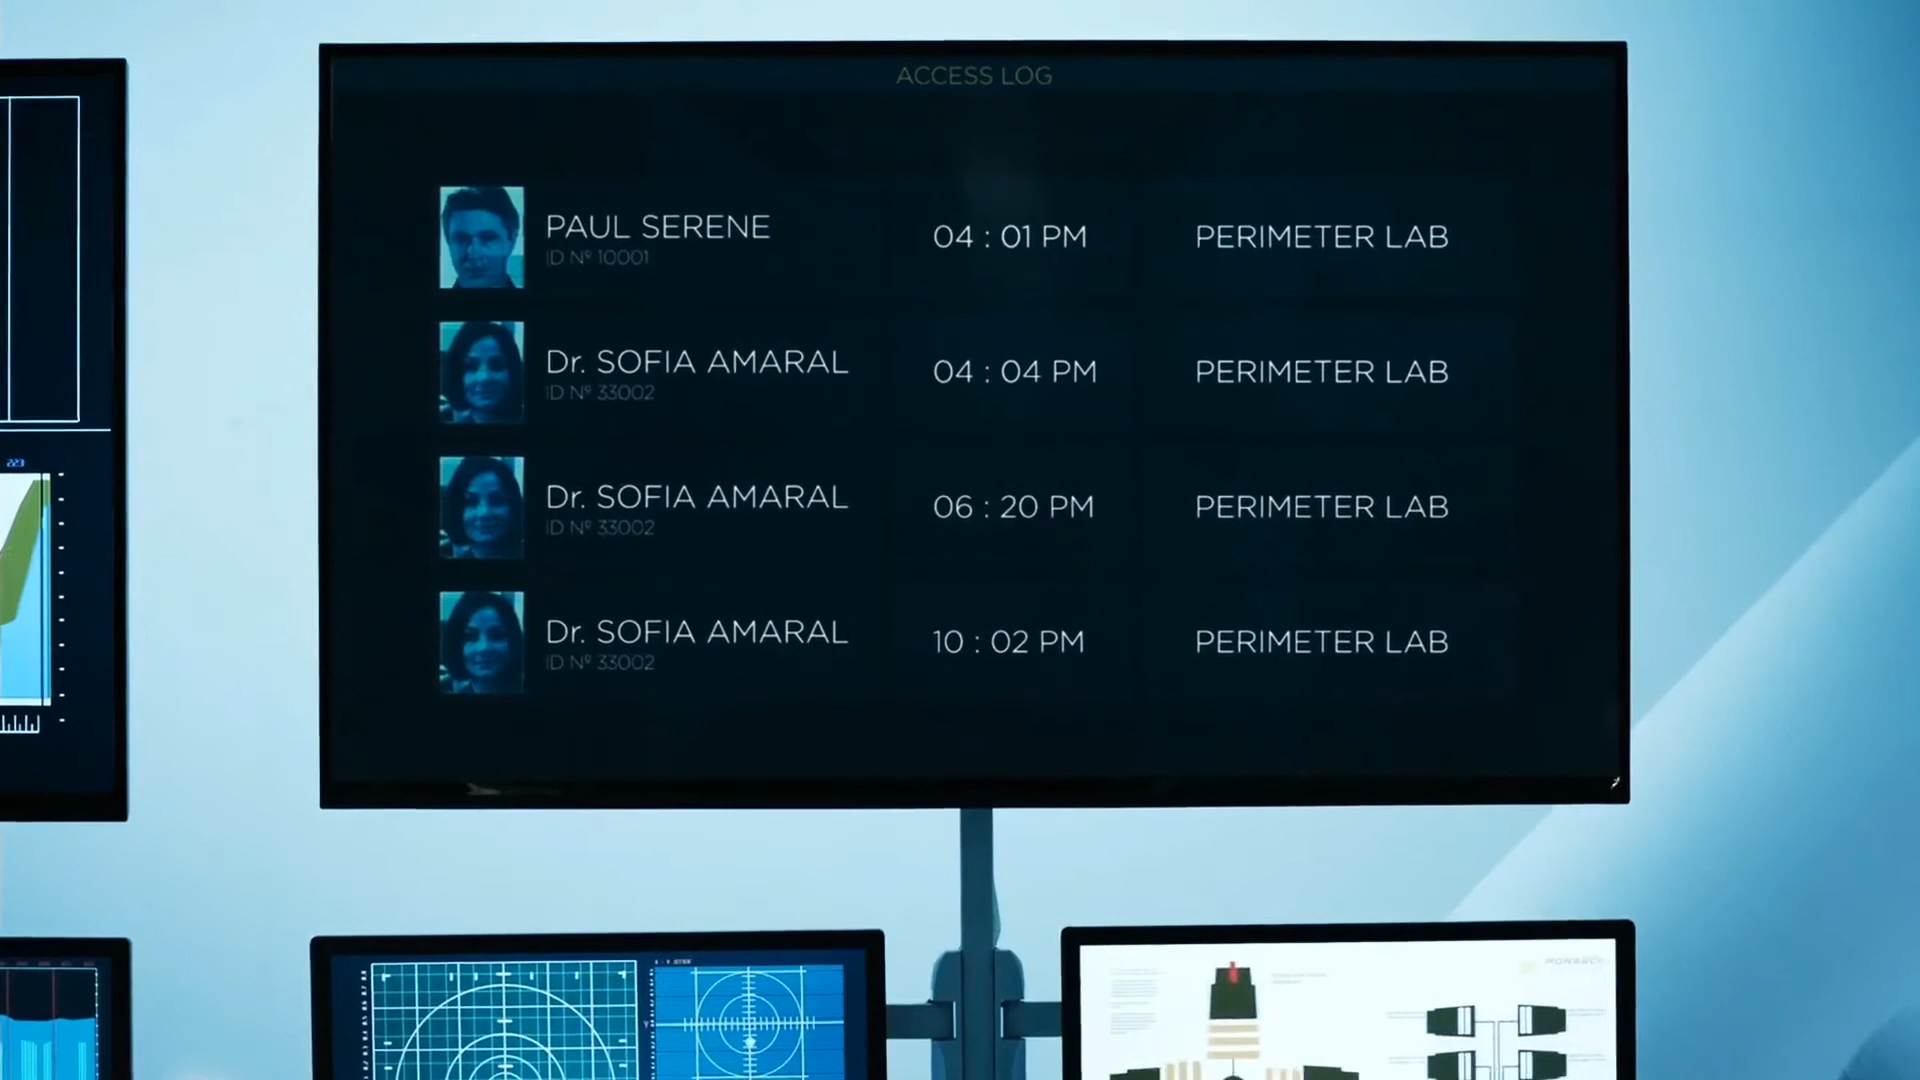 ACCESS LOG
PAUL SERENE
ID Nº 10001
04 : 01 PM
PERIMETER LAB
Dr. SOFIA AMARAL
ID Nº 33002
04 : 04 PM
PERIMETER LAB
Dr. SOFIA AMARAL
ID Nº 33002
06 : 20 PM
PERIMETER LAB
Dr. SOFIA AMARAL
ID Nº 33002
10 : 02 PM
PERIMETER LAB
223
MONARCH